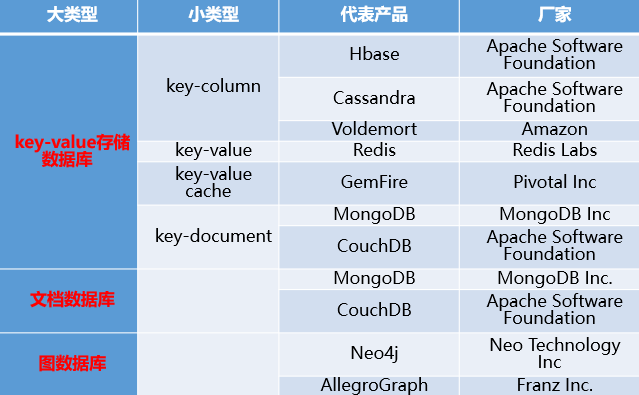 大类型 小类型 代表产品 厂家
key-value存储
数据库
key-column
Hbase
Apache Software
Foundation
Cassandra
Apache Software
Foundation
Voldemort
Amazon
key-value
Redis
Redis Labs
key-value
cache
GemFire
Pivotal Inc
key-document
MongoDB
MongoDB Inc
CouchDB
Apache Software
Foundation
文档数据库
MongoDB
MongoDB Inc.
CouchDB
Apache Software
Foundation
图数据库
Neo4j
Neo Technology
Inc
AllegroGraph
Franz Inc.